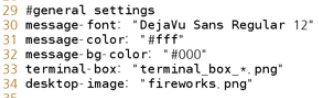 29 #general settings
30 message-font: "DejaVu Sans Regular 12"
31 message-color: "#fff"
32 message-bg-color: "#000"
33 terminal-box: "terminal_box_*.png"
34 desktop-image: "fireworks.png"
35